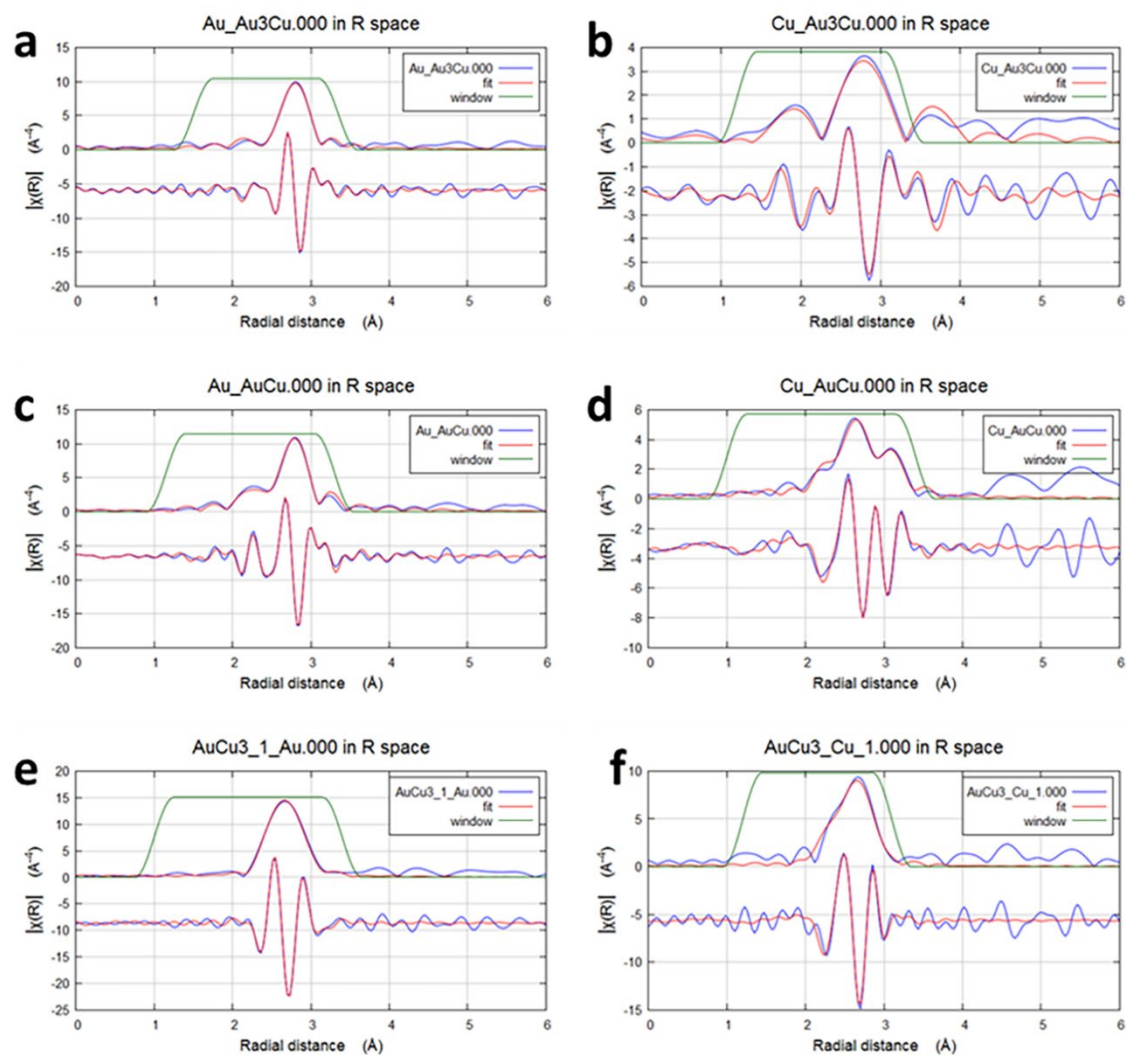 a
Au_Au3Cu.000 in R space
Au_Au3Cu.000
fit
window
15
10
5
0
-5
-10
-15
-20
|χ(R)| (Å⁻⁴)
0 1 2 3 4 5 6
Radial distance (Å)
b
Cu_Au3Cu.000 in R space
Cu_Au3Cu.000
fit
window
4
3
2
1
0
-1
-2
-3
-4
-5
-6
|χ(R)| (Å⁻⁴)
0 1 2 3 4 5 6
Radial distance (Å)
c
Au_AuCu.000 in R space
Au_AuCu.000
fit
window
15
10
5
0
-5
-10
-15
-20
|χ(R)| (Å⁻⁴)
0 1 2 3 4 5 6
Radial distance (Å)
d
Cu_AuCu.000 in R space
Cu_AuCu.000
fit
window
6
4
2
0
-2
-4
-6
-8
-10
|χ(R)| (Å⁻⁴)
0 1 2 3 4 5 6
Radial distance (Å)
e
AuCu3_1_Au.000 in R space
AuCu3_1_Au.000
fit
window
20
15
10
5
0
-5
-10
-15
-20
-25
|χ(R)| (Å⁻⁴)
0 1 2 3 4 5 6
Radial distance (Å)
f
AuCu3_Cu_1.000 in R space
AuCu3_Cu_1.000
fit
window
10
5
0
-5
-10
-15
|χ(R)| (Å⁻⁴)
0 1 2 3 4 5 6
Radial distance (Å)